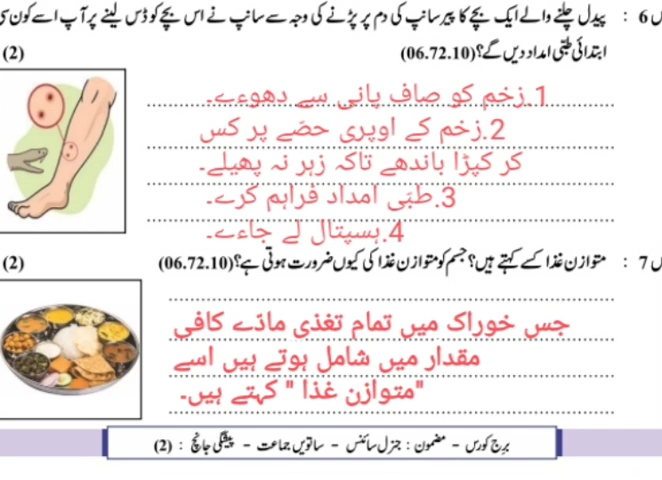 س 6 : پیدل چلنے والے ایک بچے کا پیر سانپ کی دم پر پڑنے کی وجہ سے سانپ نے اس بچے کو ڈس لینے پر آپ اسے کون سی
ابتدائی طبّی امداد دیں گے؟(06.72.10) (2)
1.زخم کو صاف پانی سے دھوءے۔
2.زخم کے اوپری حصّے پر کس
کر کپڑا باندھے تاکہ زہر نہ پھیلے۔
3.طبّی امداد فراہم کرے۔
4.ہسپتال لے جاءے۔
س 7 : متوازن غذا کسے کہتے ہیں؟ جسم کو متوازن غذا کی کیوں ضرورت ہوتی ہے؟(06.72.10) (2)
جس خوراک میں تمام تغذی مادّے کافی
مقدار میں شامل ہوتے ہیں اسے
"متوازن غذا " کہتے ہیں۔
برج کورس - مضمون : جنرل سائنس - ساتویں جماعت - پیشگی جانچ : (2)